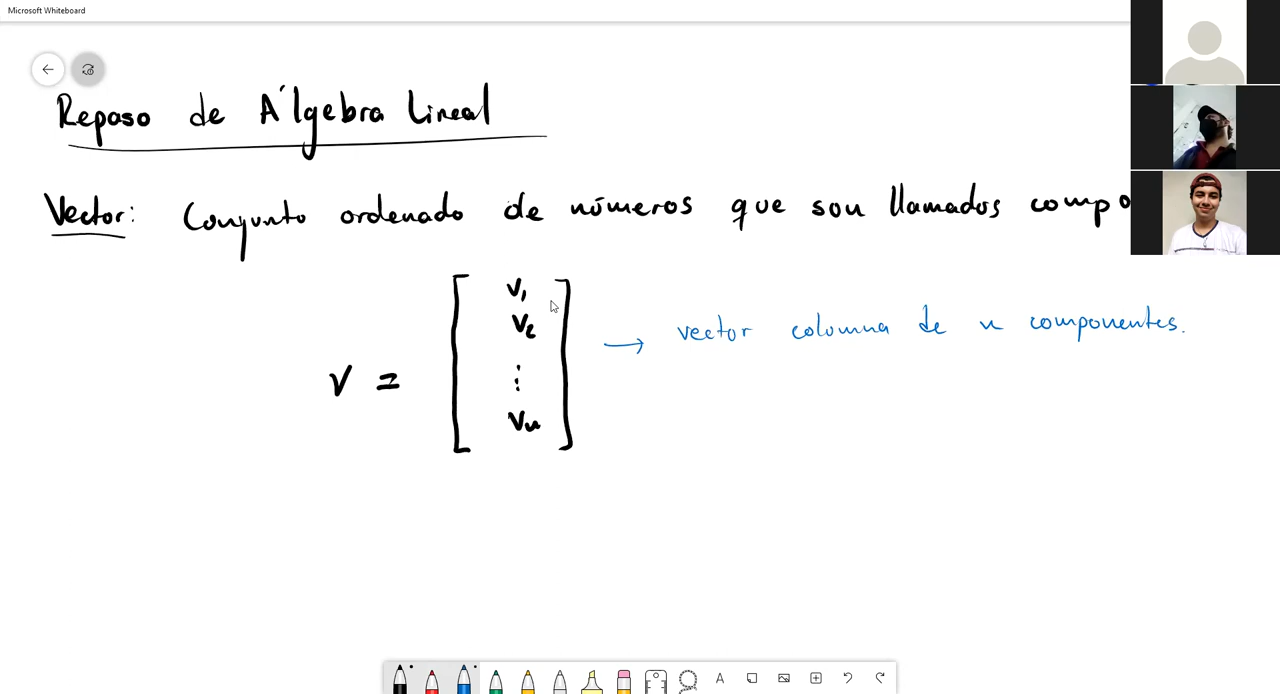 Microsoft Whiteboard
Repaso de Álgebra lineal
Vector: Conjunto ordenado de números que son llamados compo
v₁
v₂
⋮
vₙ
v =
→ vector columna de n componentes.
A